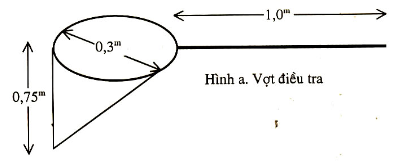 1,0ᵐ
0,3ᵐ
0,75ᵐ
Hình a. Vợt điều tra